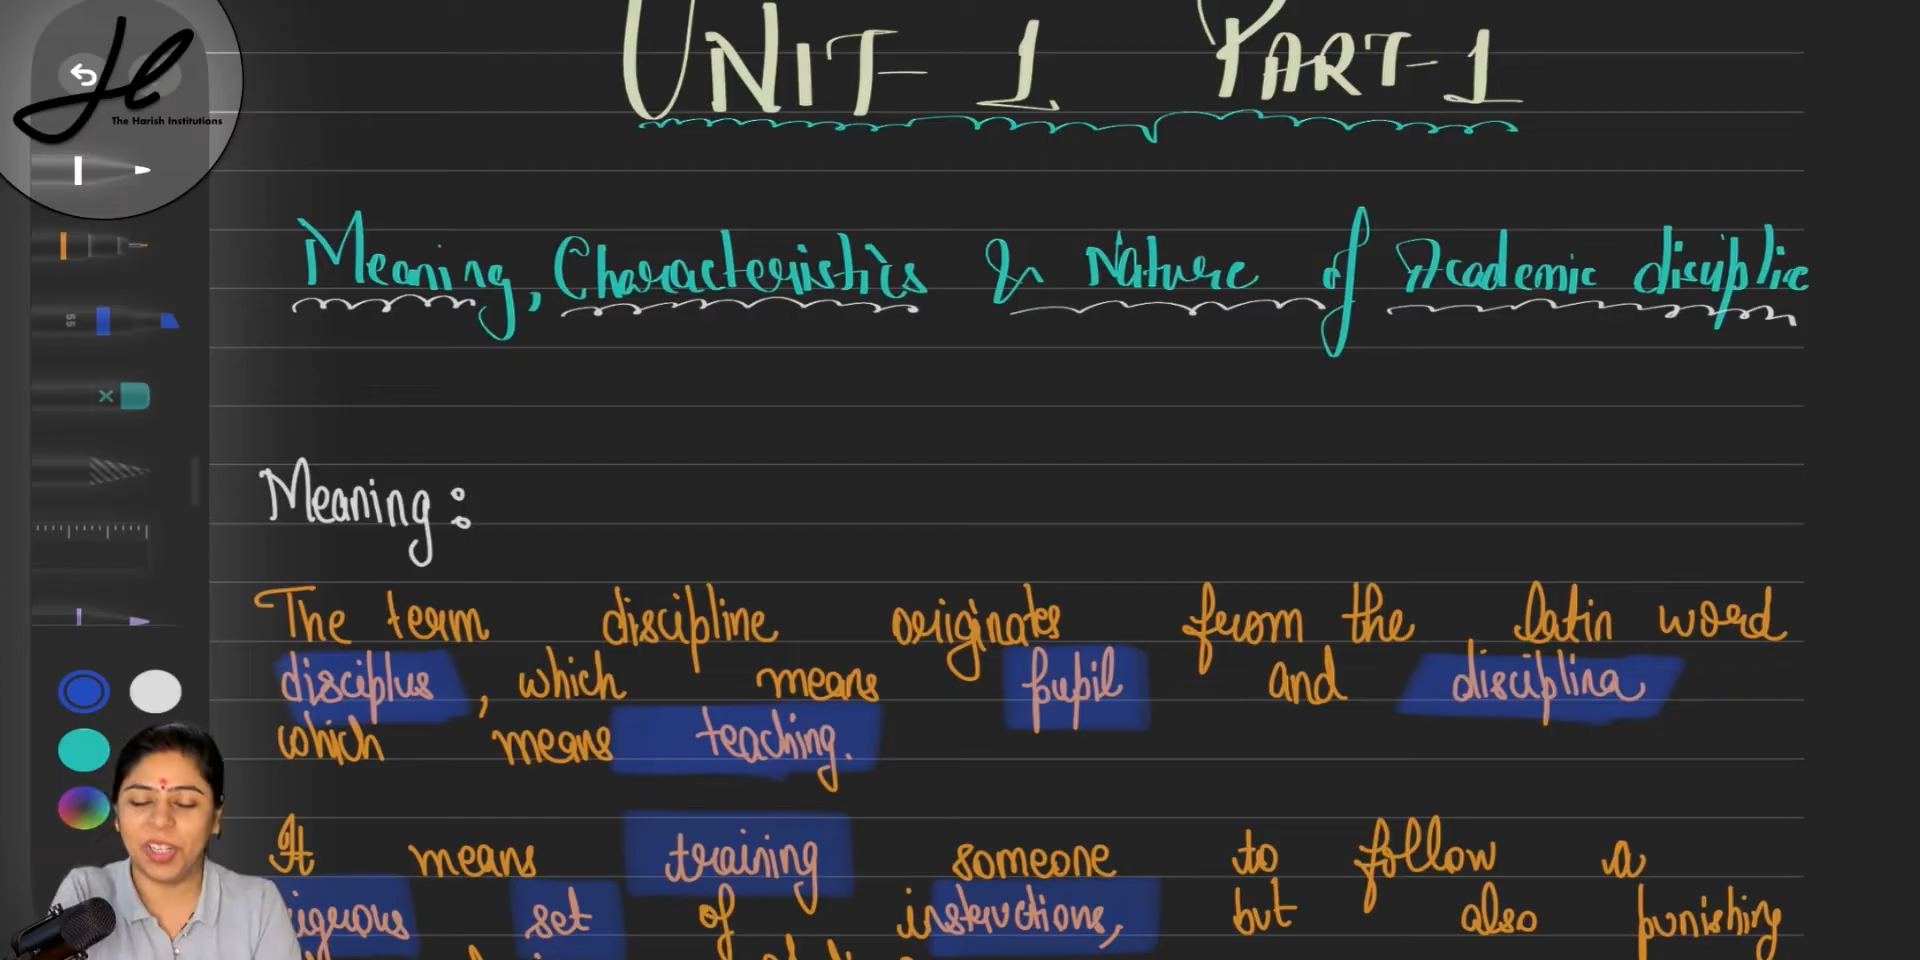 The Harish Institutions
UNIT- 1 PART-1
Meaning, Characteristics & Nature of Academic discipline
Meaning:
The term discipline originates from the latin word
disciplus, which means pupil and disciplina
which means teaching.
It means training someone to follow a
set of instructions, but also punishing